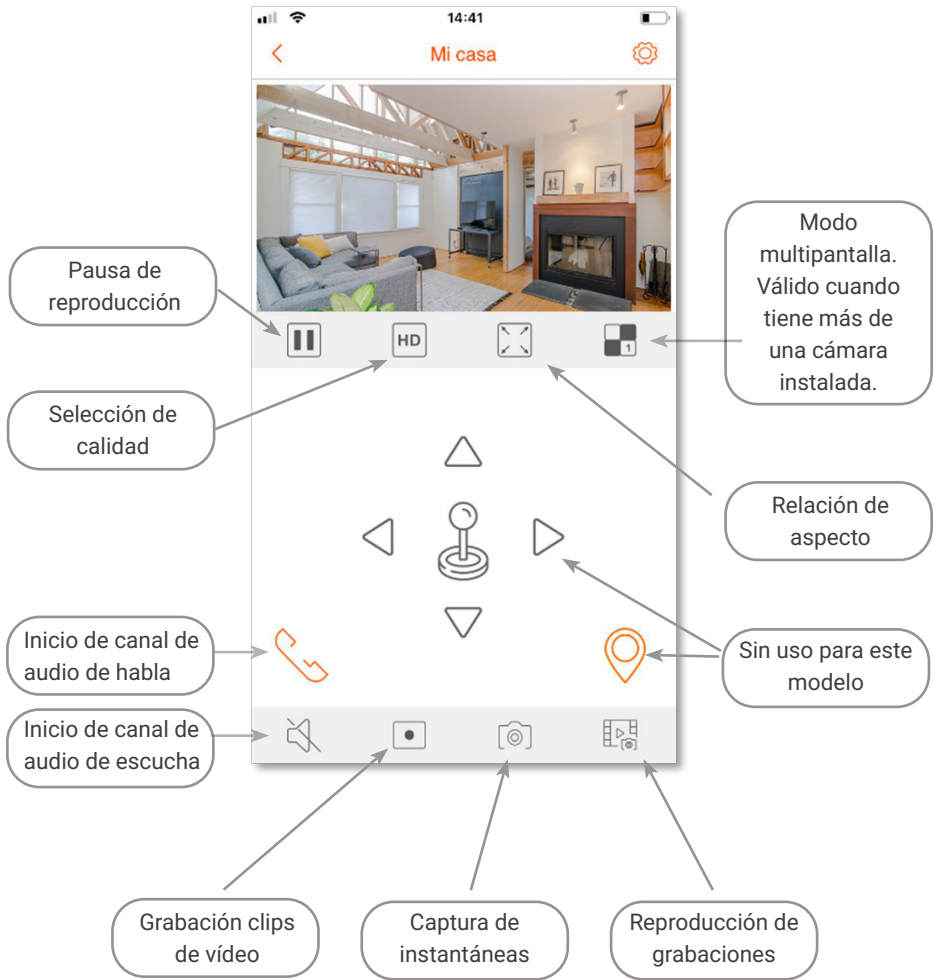 14:41
Mi casa
Pausa de
reproducción
HD
1
Modo
multipantalla.
Válido cuando
tiene más de
una cámara
instalada.
Selección de
calidad
Relación de
aspecto
Inicio de canal de
audio de habla
Sin uso para este
modelo
Inicio de canal de
audio de escucha
Grabación clips
de vídeo
Captura de
instantáneas
Reproducción de
grabaciones